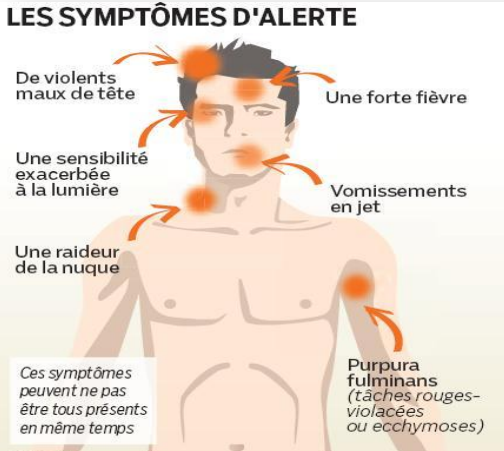 LES SYMPTÔMES D'ALERTE
De violents
maux de tête
Une forte fièvre
Une sensibilité
exacerbée
à la lumière
Vomissements
en jet
Une raideur
de la nuque
Purpura
fulminans
(tâches rouges-
violacées
ou ecchymoses)
Ces symptômes
peuvent ne pas
être tous présents
en même temps